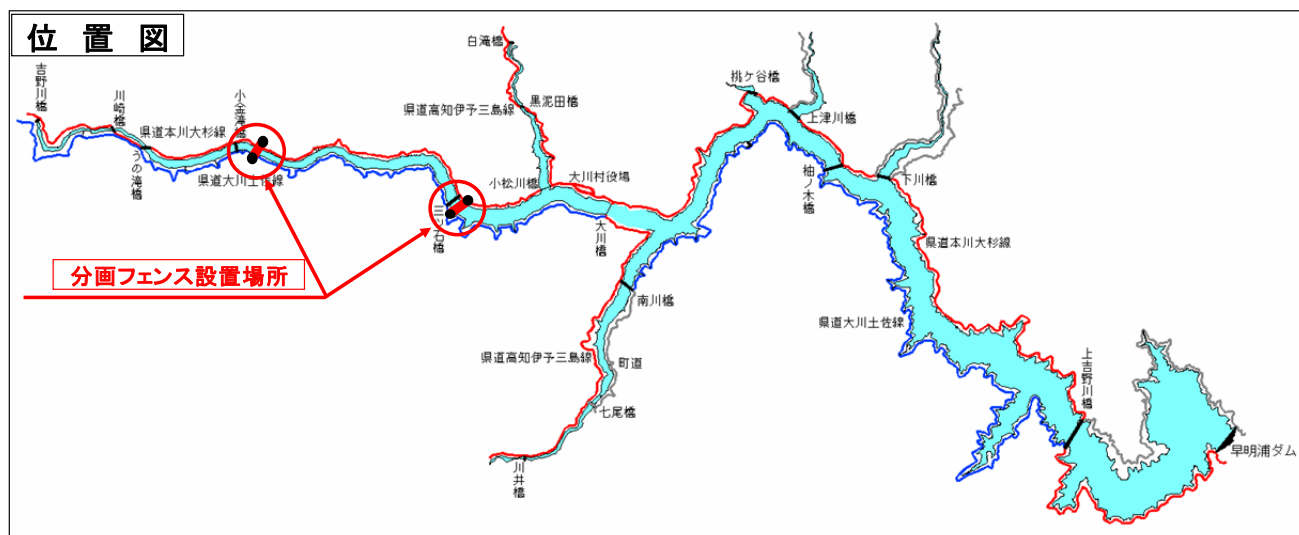 位 置 図
吉野川橋
川崎橋
うの滝橋
県道本川大杉線
小金滝橋
県道大川土佐線
三ツ石橋
白滝橋
県道高知伊予三島線
黒泥田橋
小松川橋
大川村役場
大川橋
分画フェンス設置場所
南川橋
県道高知伊予三島線
町道
七尾橋
川井橋
桃ケ谷橋
上津川橋
柚ノ木橋
下川橋
県道本川大杉線
県道大川土佐線
上吉野川橋
早明浦ダム